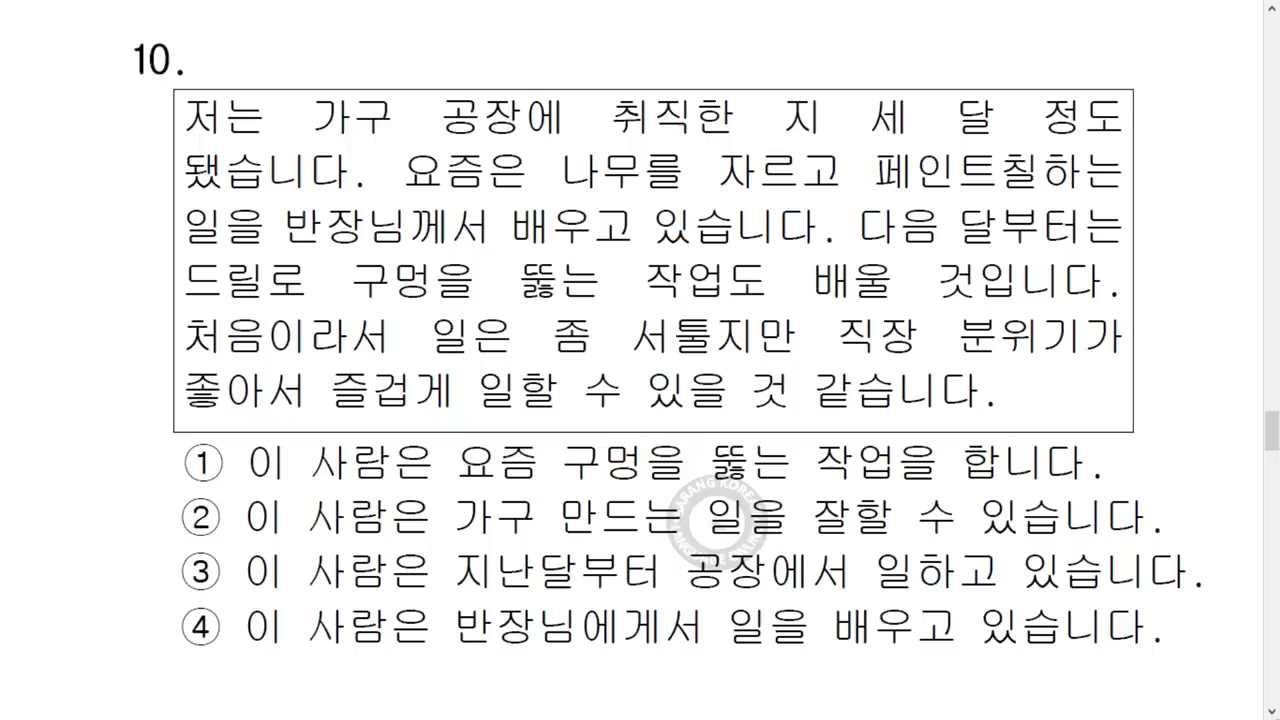 10.
저는 가구 공장에 취직한 지 세 달 정도
됐습니다. 요즘은 나무를 자르고 페인트칠하는
일을 반장님께서 배우고 있습니다. 다음 달부터는
드릴로 구멍을 뚫는 작업도 배울 것입니다.
처음이라서 일은 좀 서툴지만 직장 분위기가
좋아서 즐겁게 일할 수 있을 것 같습니다.
① 이 사람은 요즘 구멍을 뚫는 작업을 합니다.
② 이 사람은 가구 만드는 일을 잘할 수 있습니다.
③ 이 사람은 지난달부터 공장에서 일하고 있습니다.
④ 이 사람은 반장님에게서 일을 배우고 있습니다.